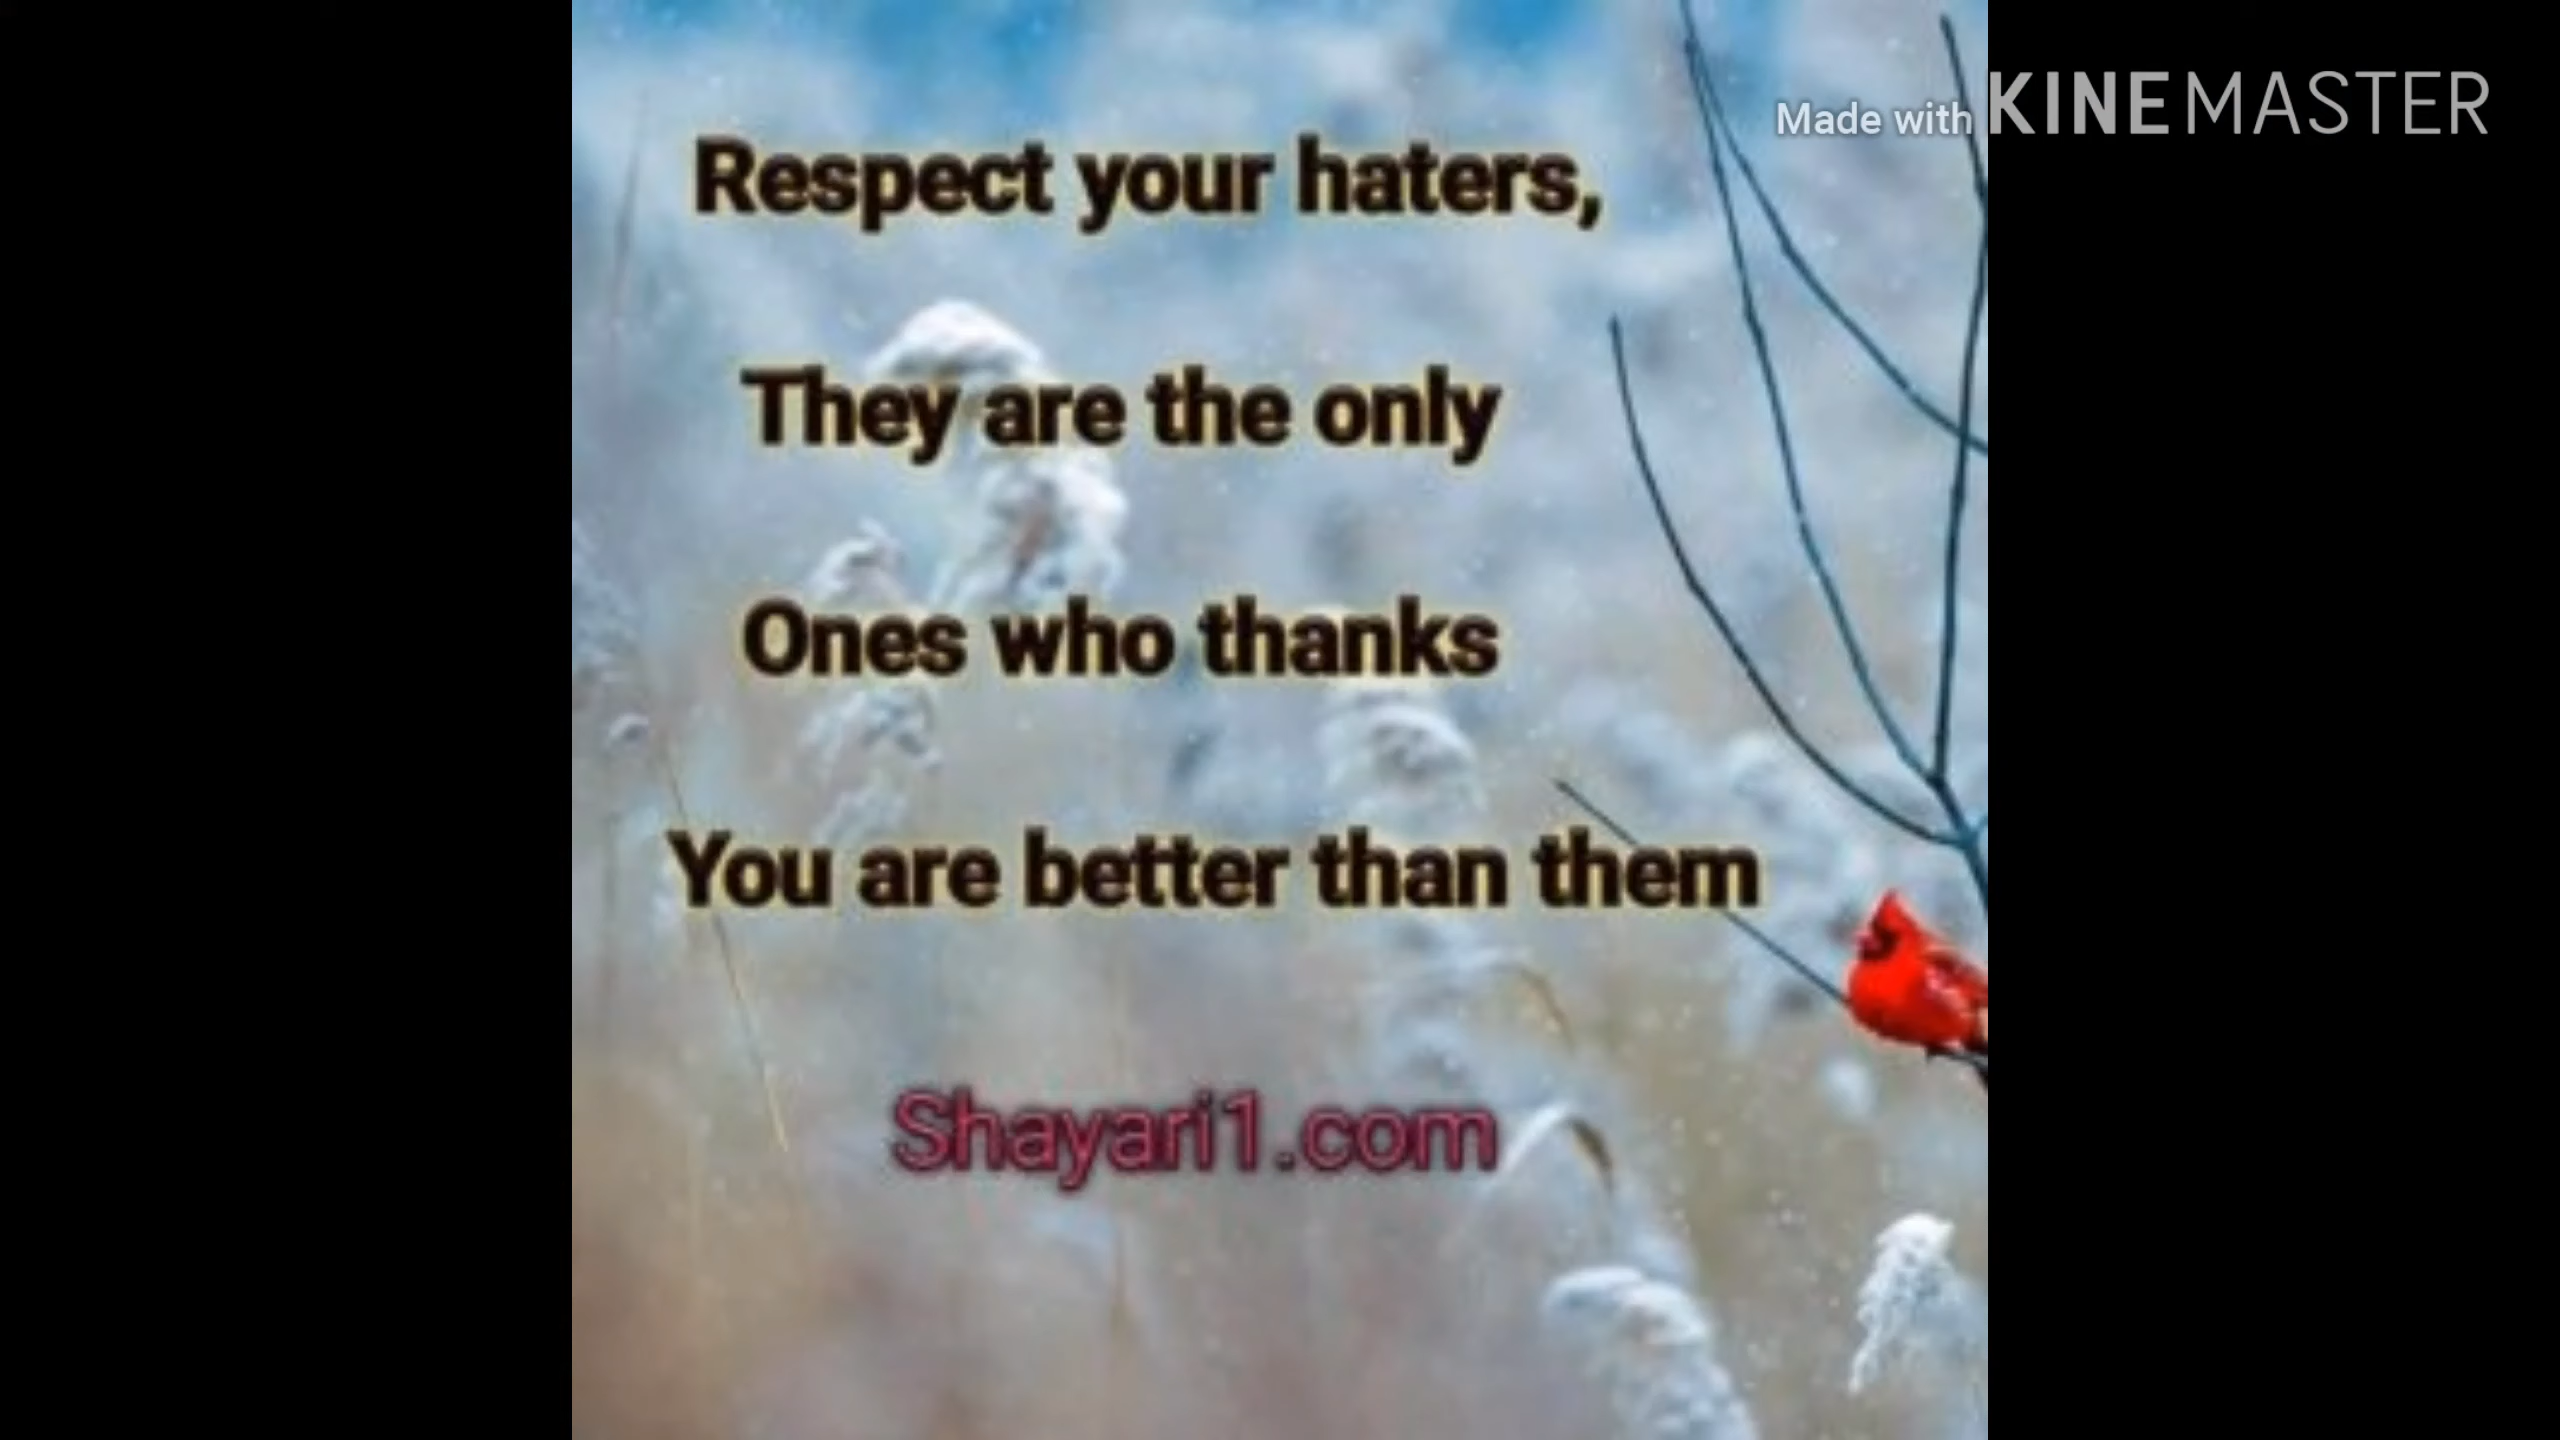 Made with KINEMASTER
Respect your haters,
They are the only
Ones who thanks
You are better than them
Shayari1.com